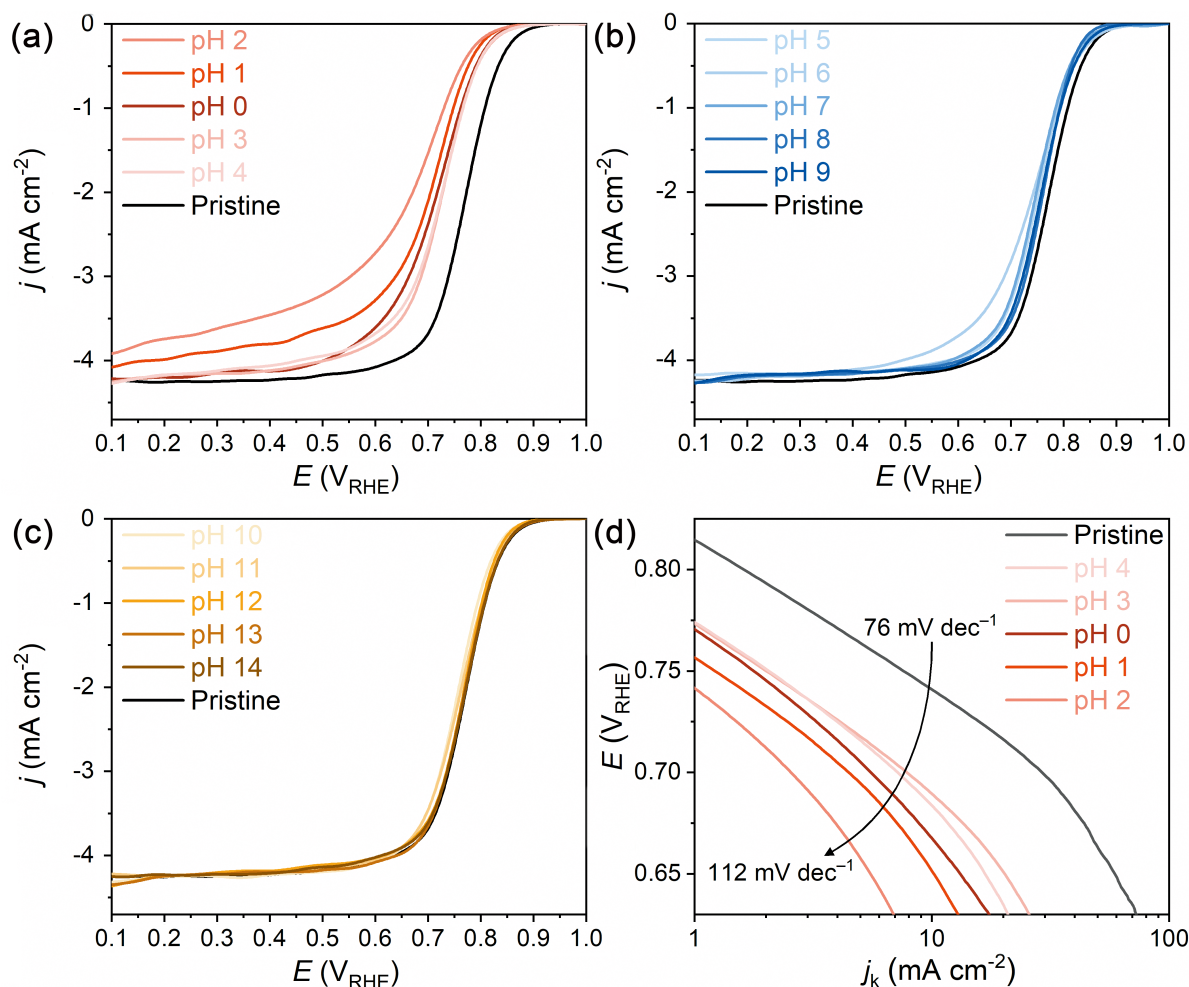 (a)
pH 2
pH 1
pH 0
pH 3
pH 4
Pristine
0
-1
-2
-3
-4
j (mA cm⁻²)
0.1 0.2 0.3 0.4 0.5 0.6 0.7 0.8 0.9 1.0
E (V_RHE)
(b)
pH 5
pH 6
pH 7
pH 8
pH 9
Pristine
0
-1
-2
-3
-4
j (mA cm⁻²)
0.1 0.2 0.3 0.4 0.5 0.6 0.7 0.8 0.9 1.0
E (V_RHE)
(c)
pH 10
pH 11
pH 12
pH 13
pH 14
Pristine
0
-1
-2
-3
-4
j (mA cm⁻²)
0.1 0.2 0.3 0.4 0.5 0.6 0.7 0.8 0.9 1.0
E (V_RHE)
(d)
Pristine
pH 4
pH 3
pH 0
pH 1
pH 2
76 mV dec⁻¹
112 mV dec⁻¹
0.80
0.75
0.70
0.65
E (V_RHE)
1 10 100
j_k (mA cm⁻²)